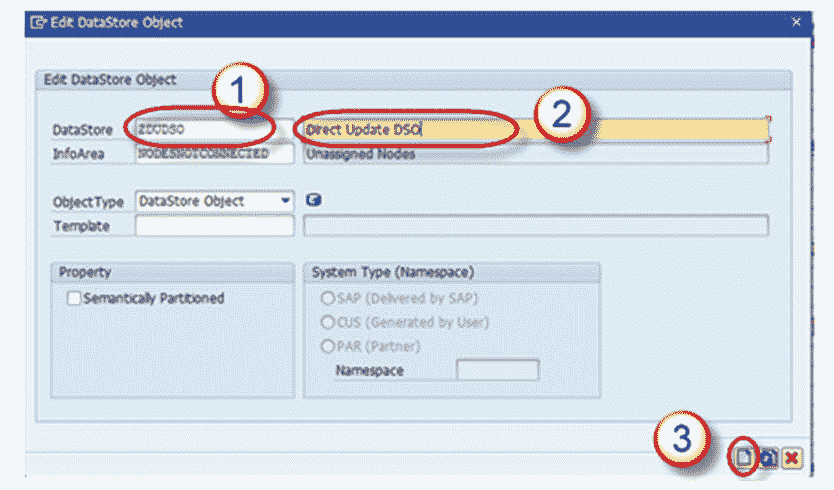 Edit DataStore Object
Edit DataStore Object
1
2
DataStore ZDUDSO Direct Update DSO
InfoArea NODESNOTCONNECTED Unassigned Nodes
ObjectType DataStore Object
Template
Property
System Type (Namespace)
Semantically Partitioned
SAP (Delivered by SAP)
CUS (Generated by User)
PAR (Partner)
Namespace
3